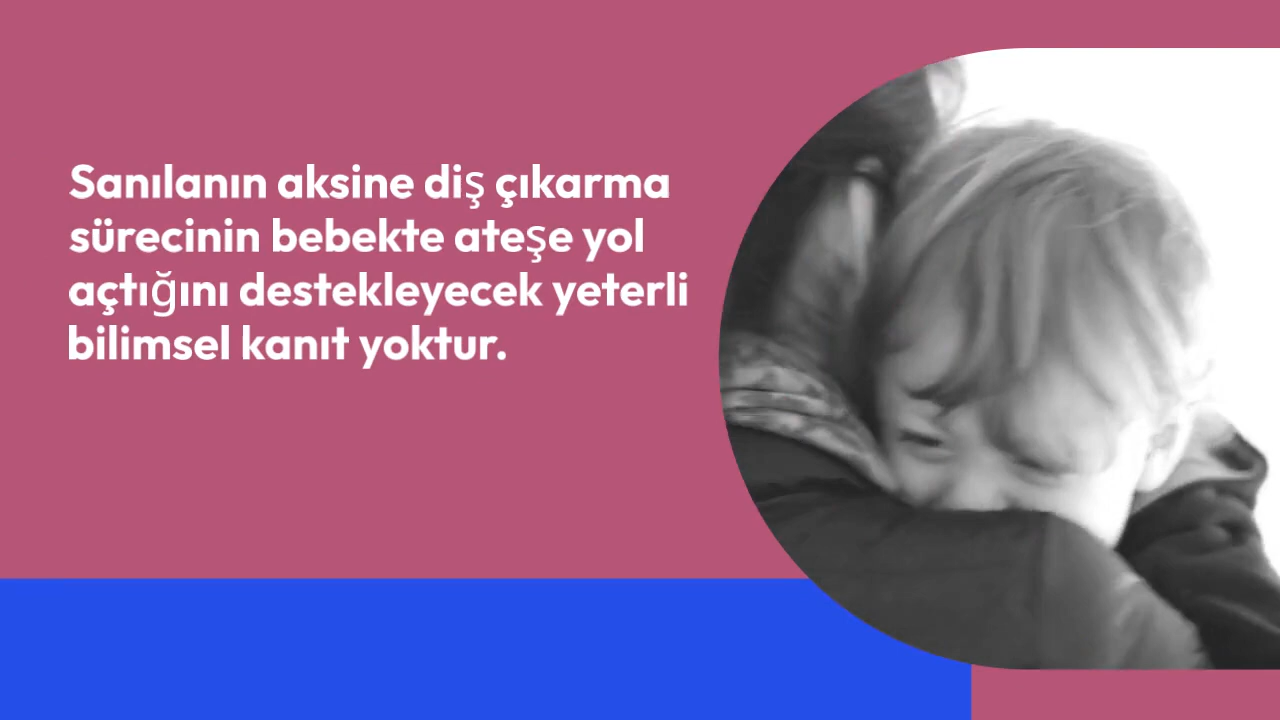 Sanılanın aksine diş çıkarma
sürecinin bebekte ateşe yol
açtığını destekleyecek yeterli
bilimsel kanıt yoktur.